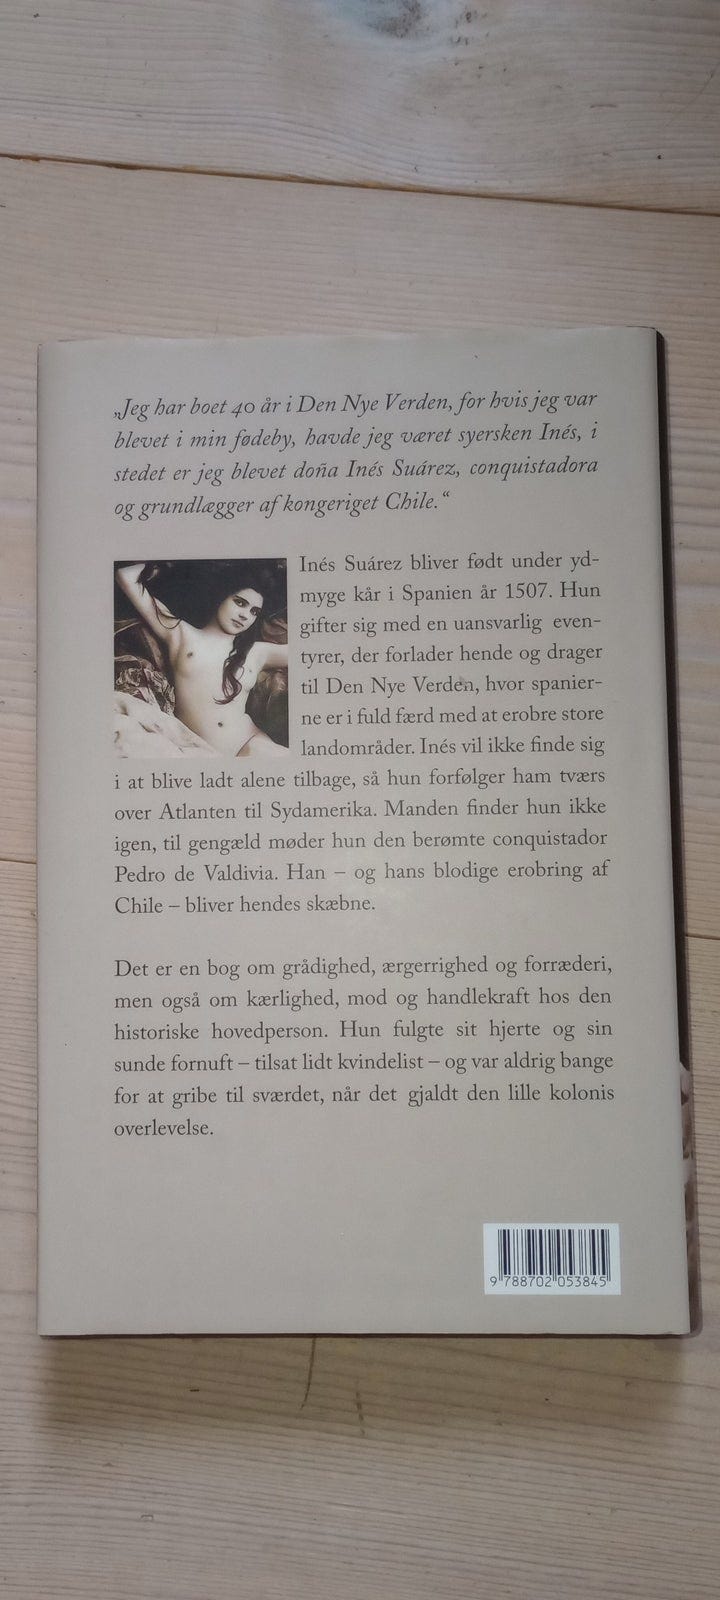 „Jeg har boet 40 år i Den Nye Verden, for hvis jeg var
blevet i min fødeby, havde jeg været syersken Inés, i
stedet er jeg blevet doña Inés Suárez, conquistadora
og grundlægger af kongeriget Chile.“
Inés Suárez bliver født under yd-
myge kår i Spanien år 1507. Hun
gifter sig med en uansvarlig even-
tyrer, der forlader hende og drager
til Den Nye Verden, hvor spanier-
ne er i fuld færd med at erobre store
landområder. Inés vil ikke finde sig
i at blive ladt alene tilbage, så hun forfølger ham tværs
over Atlanten til Sydamerika. Manden finder hun ikke
igen, til gengæld møder hun den berømte conquistador
Pedro de Valdivia. Han – og hans blodige erobring af
Chile – bliver hendes skæbne.
Det er en bog om grådighed, ærgerrighed og forræderi,
men også om kærlighed, mod og handlekraft hos den
historiske hovedperson. Hun fulgte sit hjerte og sin
sunde fornuft – tilsat lidt kvindelist – og var aldrig bange
for at gribe til sværdet, når det gjaldt den lille kolonis
overlevelse.
9 788702 053845